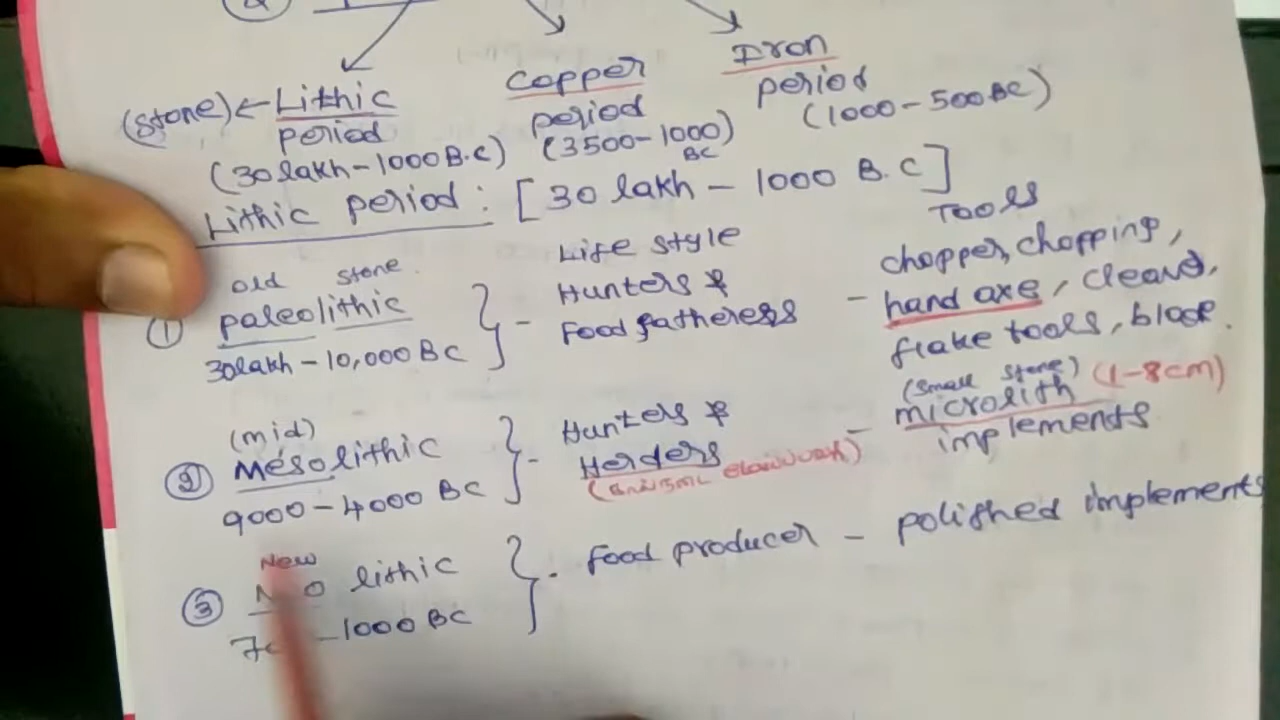 (stone) ← Lithic period
(30 lakh - 1000 B.C)
Copper period
(3500 - 1000 BC)
Iron period
(1000 - 500 BC)
Lithic period : [30 lakh - 1000 B.C]
Life style
Tools
old stone
① paleolithic
30 lakh - 10,000 BC
Hunters &
Food gatherers
- chopper, chopping,
hand axe,
flake tools,
(mid)
② Mesolithic
9000 - 4000 BC
Hunters &
Herders
(கால்நடை
- (small stone)
microlith (1-8cm)
implements
New
③ lithic
- 1000 BC
food producer - polished implements